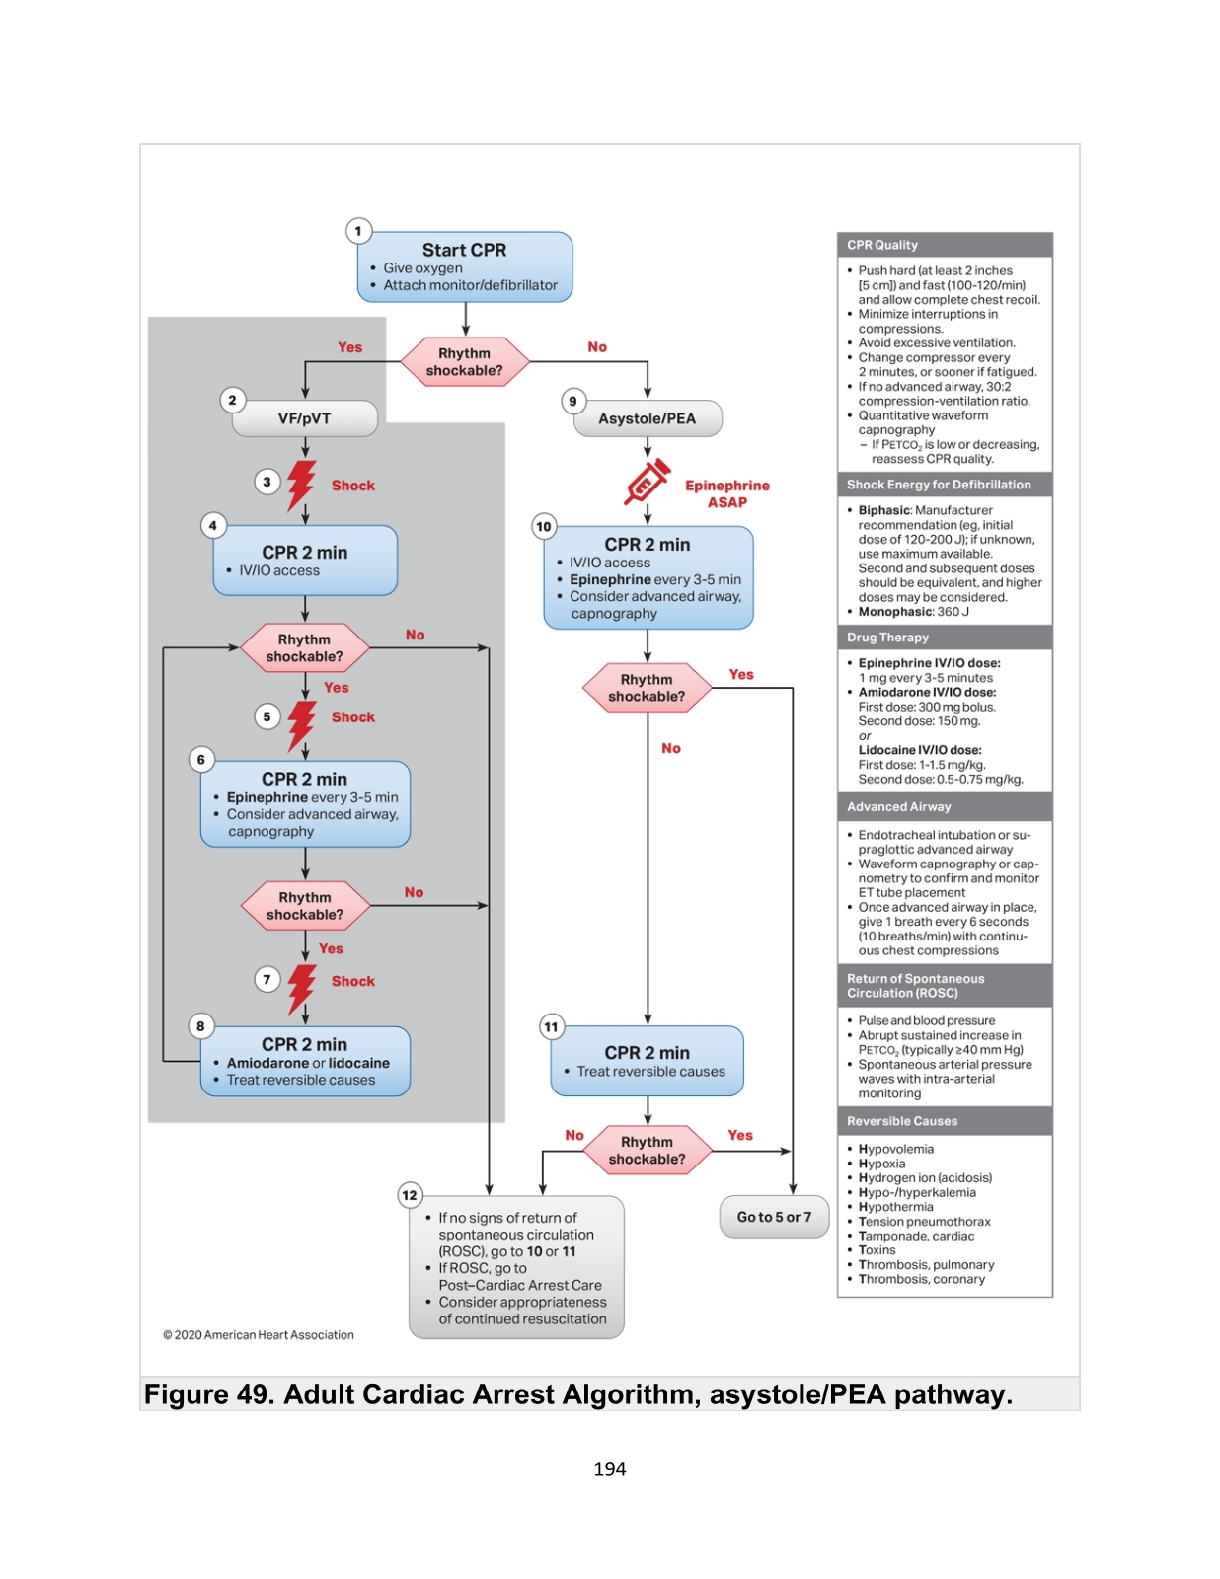 1
Start CPR
• Give oxygen
• Attach monitor/defibrillator
Rhythm
shockable?
Yes
No
2
VF/pVT
3
Shock
4
CPR 2 min
• IV/IO access
Rhythm
shockable?
No
Yes
5
Shock
6
CPR 2 min
• Epinephrine every 3-5 min
• Consider advanced airway,
capnography
Rhythm
shockable?
No
Yes
7
Shock
8
CPR 2 min
• Amiodarone or lidocaine
• Treat reversible causes
9
Asystole/PEA
Epinephrine
ASAP
10
CPR 2 min
• IV/IO access
• Epinephrine every 3-5 min
• Consider advanced airway,
capnography
Rhythm
shockable?
Yes
No
11
CPR 2 min
• Treat reversible causes
Rhythm
shockable?
No
Yes
12
• If no signs of return of
spontaneous circulation
(ROSC), go to 10 or 11
• If ROSC, go to
Post–Cardiac Arrest Care
• Consider appropriateness
of continued resuscitation
Go to 5 or 7
CPR Quality
• Push hard (at least 2 inches
[5 cm]) and fast (100-120/min)
and allow complete chest recoil.
• Minimize interruptions in
compressions.
• Avoid excessive ventilation.
• Change compressor every
2 minutes, or sooner if fatigued.
• If no advanced airway, 30:2
compression-ventilation ratio.
• Quantitative waveform
capnography
– If PETCO₂ is low or decreasing,
reassess CPR quality.
Shock Energy for Defibrillation
• Biphasic: Manufacturer
recommendation (eg, initial
dose of 120-200 J); if unknown,
use maximum available.
Second and subsequent doses
should be equivalent, and higher
doses may be considered.
• Monophasic: 360 J
Drug Therapy
• Epinephrine IV/IO dose:
1 mg every 3-5 minutes
• Amiodarone IV/IO dose:
First dose: 300 mg bolus.
Second dose: 150 mg.
or
Lidocaine IV/IO dose:
First dose: 1-1.5 mg/kg.
Second dose: 0.5-0.75 mg/kg.
Advanced Airway
• Endotracheal intubation or su-
praglottic advanced airway
• Waveform capnography or cap-
nometry to confirm and monitor
ET tube placement
• Once advanced airway in place,
give 1 breath every 6 seconds
(10 breaths/min) with continu-
ous chest compressions
Return of Spontaneous
Circulation (ROSC)
• Pulse and blood pressure
• Abrupt sustained increase in
PETCO₂ (typically ≥40 mm Hg)
• Spontaneous arterial pressure
waves with intra-arterial
monitoring
Reversible Causes
• Hypovolemia
• Hypoxia
• Hydrogen ion (acidosis)
• Hypo-/hyperkalemia
• Hypothermia
• Tension pneumothorax
• Tamponade, cardiac
• Toxins
• Thrombosis, pulmonary
• Thrombosis, coronary
© 2020 American Heart Association
Figure 49. Adult Cardiac Arrest Algorithm, asystole/PEA pathway.
194